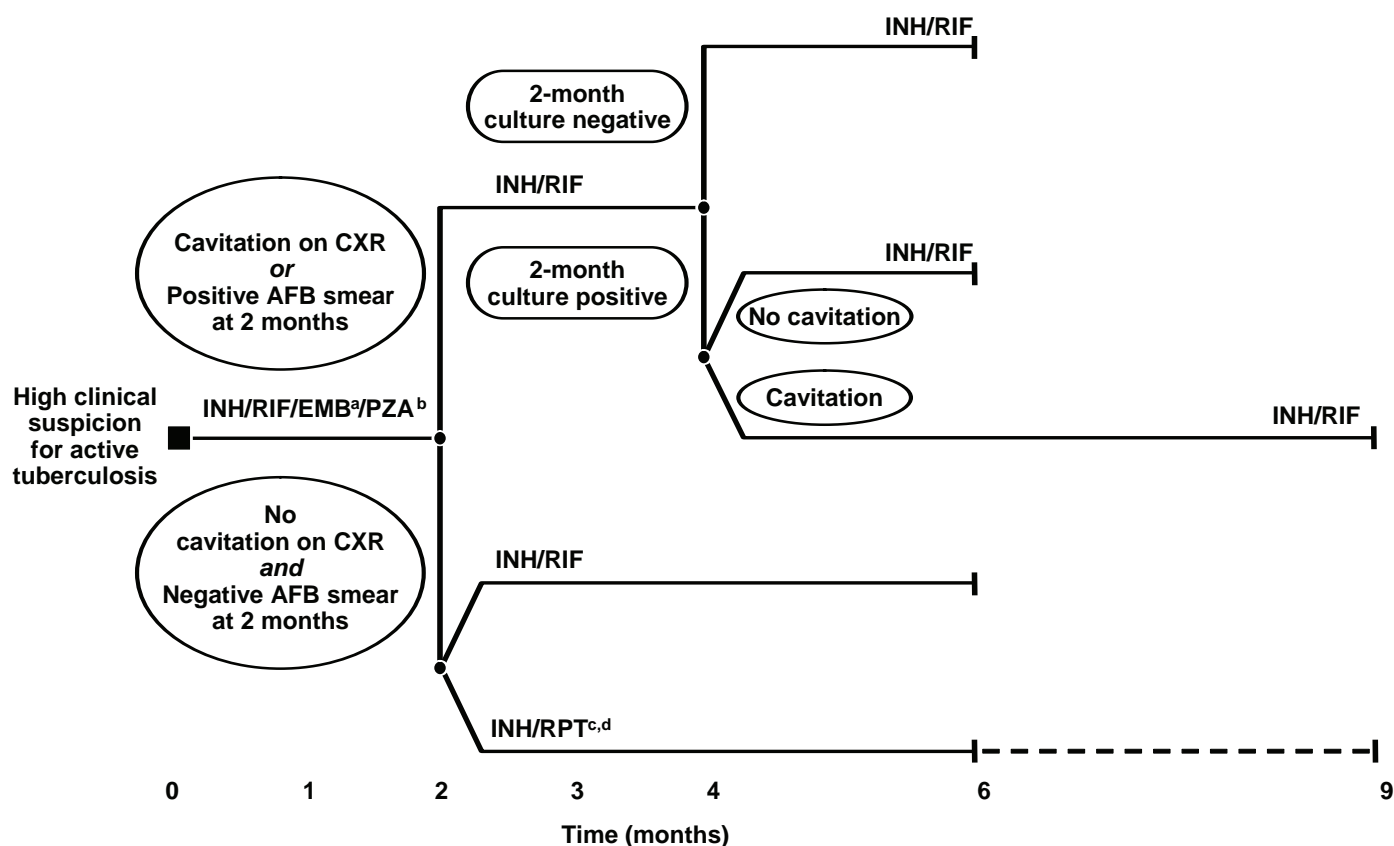 INH/RIF
2-month
culture negative
INH/RIF
Cavitation on CXR
or
Positive AFB smear
at 2 months
2-month
culture positive
INH/RIF
No cavitation
High clinical
suspicion
for active
tuberculosis
INH/RIF/EMBᵃ/PZAᵇ
Cavitation
INH/RIF
No
cavitation on CXR
and
Negative AFB smear
at 2 months
INH/RIF
INH/RPTᶜ,ᵈ
0 1 2 3 4 6 9
Time (months)